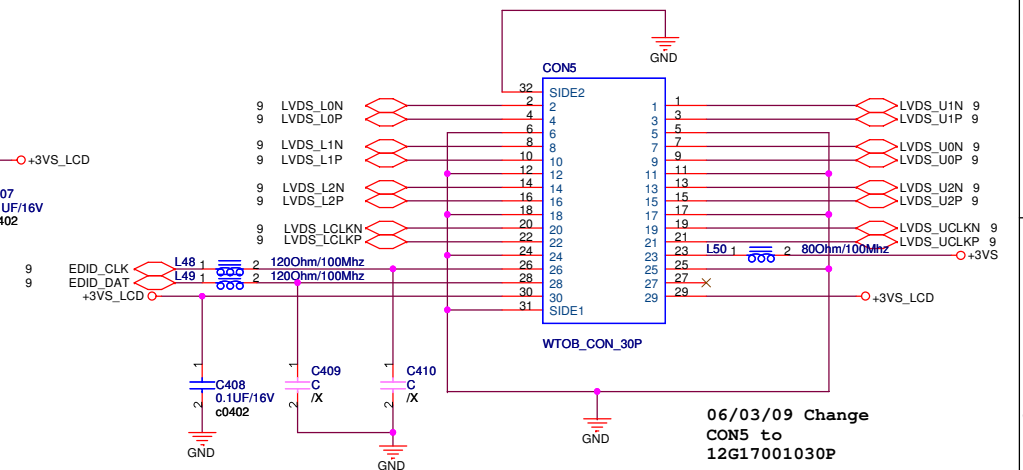 GND
CON5
32 SIDE2
9 LVDS_L0N 2 2 1 1 LVDS_U1N 9
9 LVDS_L0P 4 4 3 3 LVDS_U1P 9
6 6 5 5
9 LVDS_L1N 8 8 7 7 LVDS_U0N 9
9 LVDS_L1P 10 10 9 9 LVDS_U0P 9
+3VS_LCD
12 12 11 11
9 LVDS_L2N 14 14 13 13 LVDS_U2N 9
07
9 LVDS_L2P 16 16 15 15 LVDS_U2P 9
UF/16V
18 18 17 17
402
9 LVDS_LCLKN 20 20 19 19 LVDS_UCLKN 9
9 LVDS_LCLKP 22 22 21 21 LVDS_UCLKP 9
24 24 23 23 L50 1 2 80Ohm/100Mhz +3VS
9 EDID_CLK L48 1 2 120Ohm/100Mhz 26 26 25 25
9 EDID_DAT L49 1 2 120Ohm/100Mhz 28 28 27 27
+3VS_LCD 30 30 29 29 +3VS_LCD
31 SIDE1
WTOB_CON_30P
1 C408 2
0.1UF/16V
c0402
1 C409 2
C
/X
1 C410 2
C
/X
GND
GND
GND
06/03/09 Change
CON5 to
12G17001030P